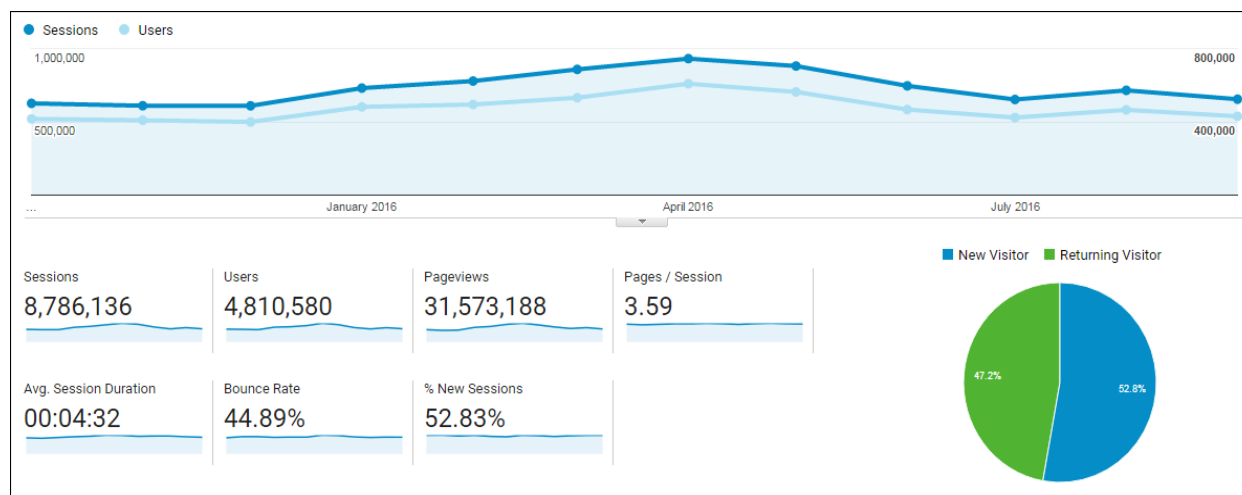 Sessions Users
1,000,000 800,000
500,000 400,000
... January 2016 April 2016 July 2016
New Visitor Returning Visitor
Sessions Users Pageviews Pages / Session
8,786,136 4,810,580 31,573,188 3.59
47.2% 52.8%
Avg. Session Duration Bounce Rate % New Sessions
00:04:32 44.89% 52.83%